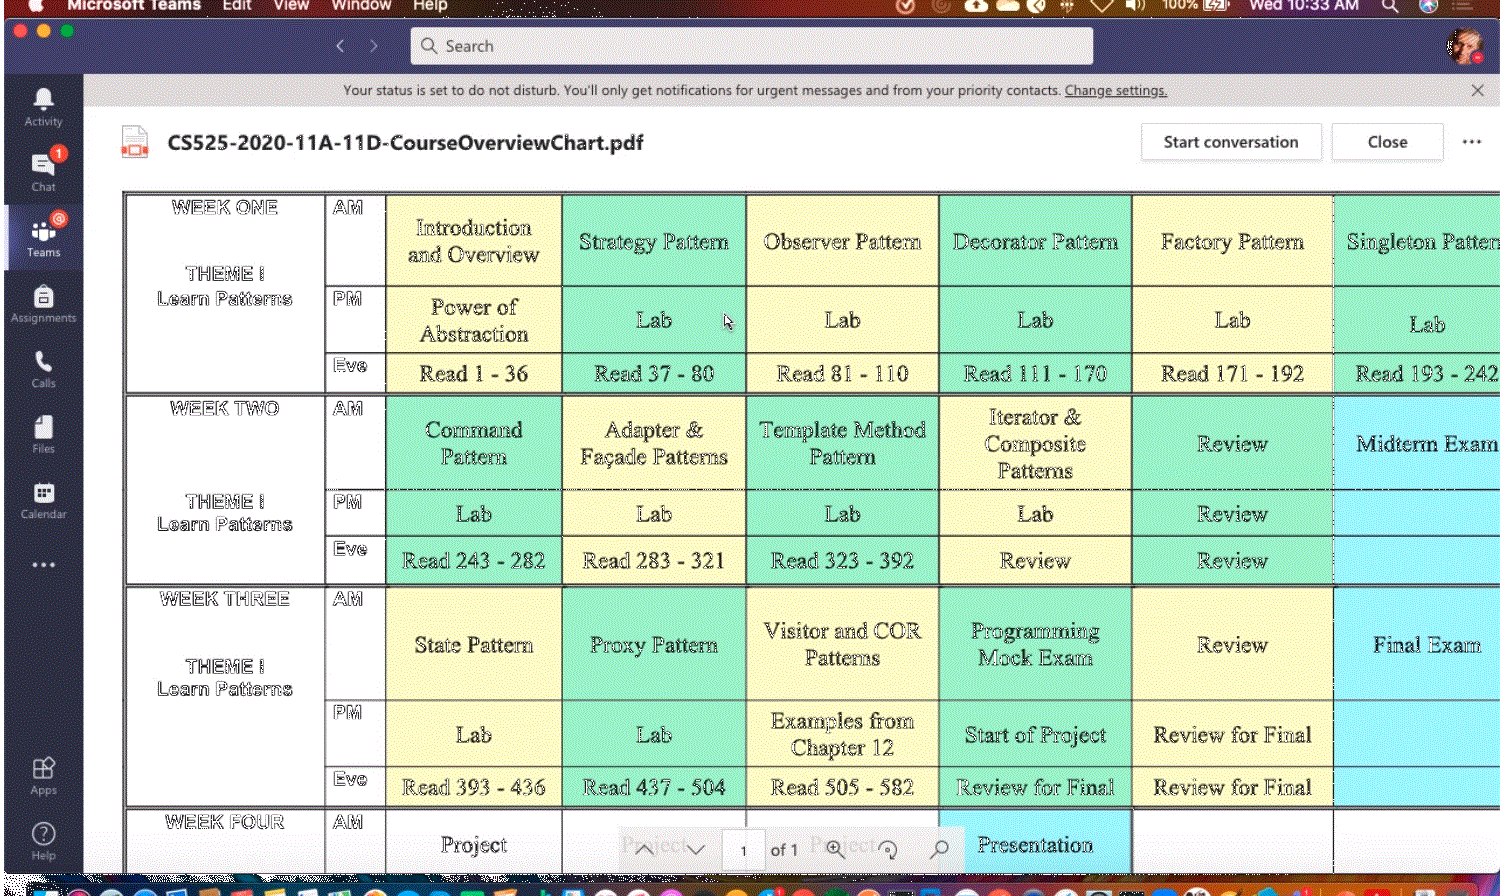 Microsoft Teams Edit View Window Help 100% Wed 10:33 AM
Search
Your status is set to do not disturb. You'll only get notifications for urgent messages and from your priority contacts. Change settings.
Activity
1
Chat
Teams
Assignments
Calls
Files
Calendar
Apps
Help
CS525-2020-11A-11D-CourseOverviewChart.pdf
Start conversation
Close
WEEK ONE
THEME I
Learn Patterns
AM
Introduction
and Overview
Strategy Pattern
Observer Pattern
Decorator Pattern
Factory Pattern
Singleton Pattern
PM
Power of
Abstraction
Lab
Lab
Lab
Lab
Lab
Eve
Read 1 - 36
Read 37 - 80
Read 81 - 110
Read 111 - 170
Read 171 - 192
Read 193 - 242
WEEK TWO
THEME I
Learn Patterns
AM
Command
Pattern
Adapter &
Façade Patterns
Template Method
Pattern
Iterator &
Composite
Patterns
Review
Midterm Exam
PM
Lab
Lab
Lab
Lab
Review
Eve
Read 243 - 282
Read 283 - 321
Read 323 - 392
Review
Review
WEEK THREE
THEME I
Learn Patterns
AM
State Pattern
Proxy Pattern
Visitor and COR
Patterns
Programming
Mock Exam
Review
Final Exam
PM
Lab
Lab
Examples from
Chapter 12
Start of Project
Review for Final
Eve
Read 393 - 436
Read 437 - 504
Read 505 - 582
Review for Final
Review for Final
WEEK FOUR
AM
Project
Project
Project
Presentation
1 of 1